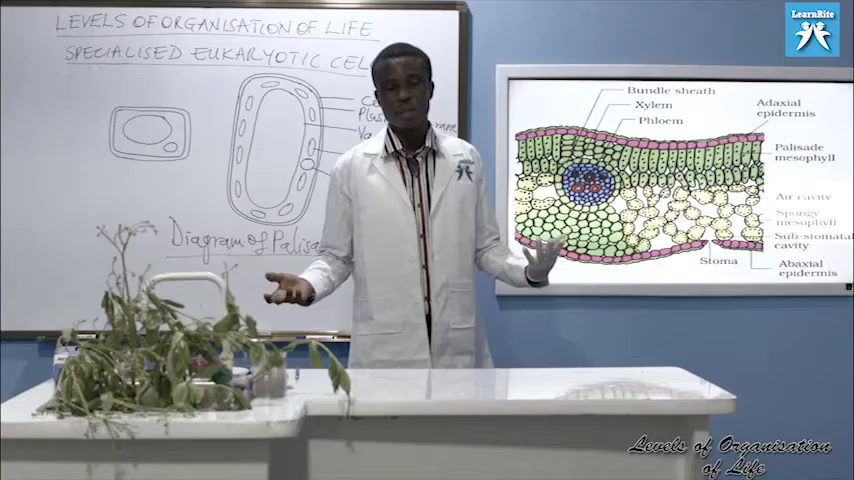 LEVELS OF ORGANISATION OF LIFE
SPECIALISED EUKARYOTIC CEL
Diagram of Palisa
LearnRite
Bundle sheath
Xylem
Phloem
Adaxial
epidermis
Palisade
mesophyll
Air cavity
Spongy
mesophyll
Sub-stomatal
cavity
Stoma
Abaxial
epidermis
Levels of Organisation
of Life